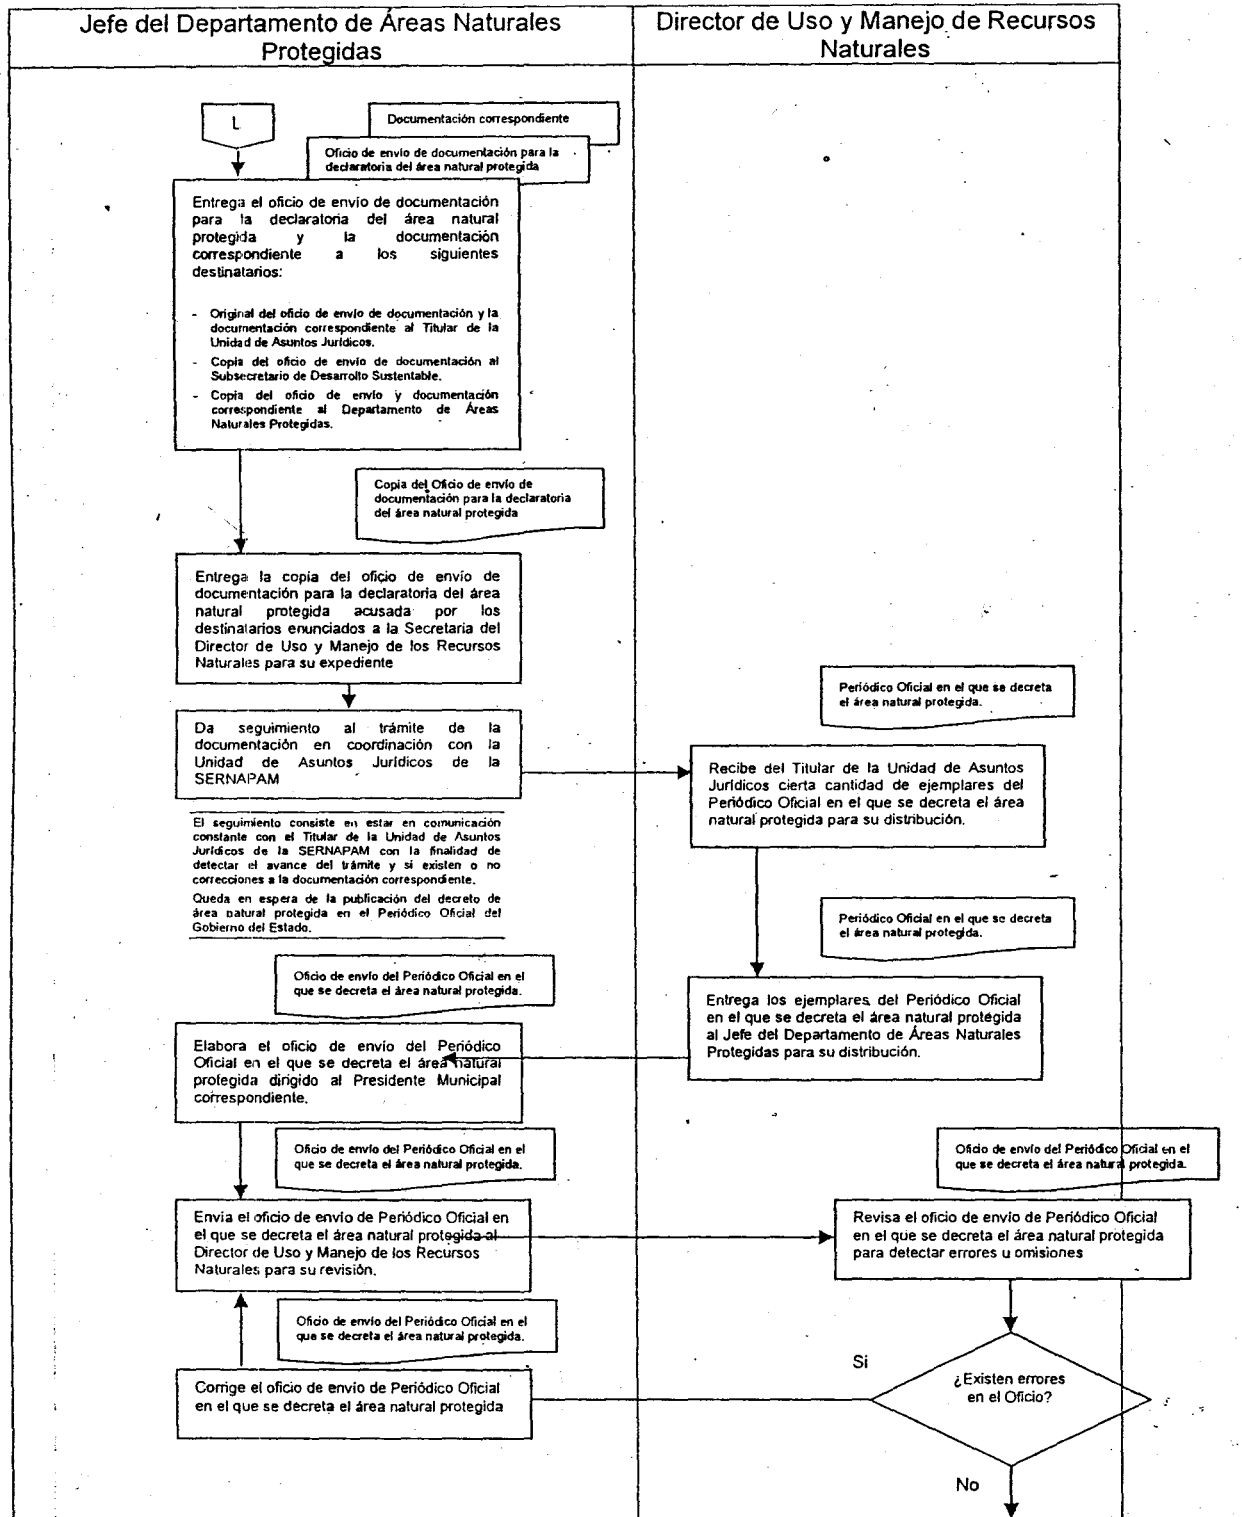 Jefe del Departamento de Áreas Naturales
Protegidas
Director de Uso y Manejo de Recursos
Naturales
L
Documentación correspondiente
Oficio de envío de documentación para la
declaratoria del área natural protegida
Entrega el oficio de envío de documentación
para la declaratoria del área natural
protegida y la documentación
correspondiente a los siguientes
destinatarios:
- Original del oficio de envío de documentación y la
documentación correspondiente al Titular de la
Unidad de Asuntos Jurídicos.
- Copia del oficio de envío de documentación al
Subsecretario de Desarrollo Sustentable.
- Copia del oficio de envío y documentación
correspondiente al Departamento de Áreas
Naturales Protegidas.
Copia del Oficio de envío de
documentación para la declaratoria
del área natural protegida
Entrega la copia del oficio de envío de
documentación para la declaratoria del área
natural protegida acusada por los
destinatarios enunciados a la Secretaria del
Director de Uso y Manejo de los Recursos
Naturales para su expediente
Da seguimiento al trámite de la
documentación en coordinación con la
Unidad de Asuntos Jurídicos de la
SERNAPAM
El seguimiento consiste en estar en comunicación
constante con el Titular de la Unidad de Asuntos
Jurídicos de la SERNAPAM con la finalidad de
detectar el avance del trámite y si existen o no
correcciones a la documentación correspondiente.
Queda en espera de la publicación del decreto de
área natural protegida en el Periódico Oficial del
Gobierno del Estado.
Periódico Oficial en el que se decreta
el área natural protegida.
Recibe del Titular de la Unidad de Asuntos
Jurídicos cierta cantidad de ejemplares del
Periódico Oficial en el que se decreta el área
natural protegida para su distribución.
Periódico Oficial en el que se decreta
el área natural protegida.
Entrega los ejemplares del Periódico Oficial
en el que se decreta el área natural protegida
al Jefe del Departamento de Áreas Naturales
Protegidas para su distribución.
Oficio de envío del Periódico Oficial en el
que se decreta el área natural protegida.
Elabora el oficio de envío del Periódico
Oficial en el que se decreta el área natural
protegida dirigido al Presidente Municipal
correspondiente.
Oficio de envío del Periódico Oficial en el
que se decreta el área natural protegida.
Envia el oficio de envío de Periódico Oficial en
el que se decreta el área natural protegida al
Director de Uso y Manejo de los Recursos
Naturales para su revisión.
Oficio de envío del Periódico Oficial en el
que se decreta el área natural protegida.
Revisa el oficio de envío de Periódico Oficial
en el que se decreta el área natural protegida
para detectar errores u omisiones
Oficio de envío del Periódico Oficial en el
que se decreta el área natural protegida.
Corrige el oficio de envío de Periódico Oficial
en el que se decreta el área natural protegida
Si
¿Existen errores
en el Oficio?
No